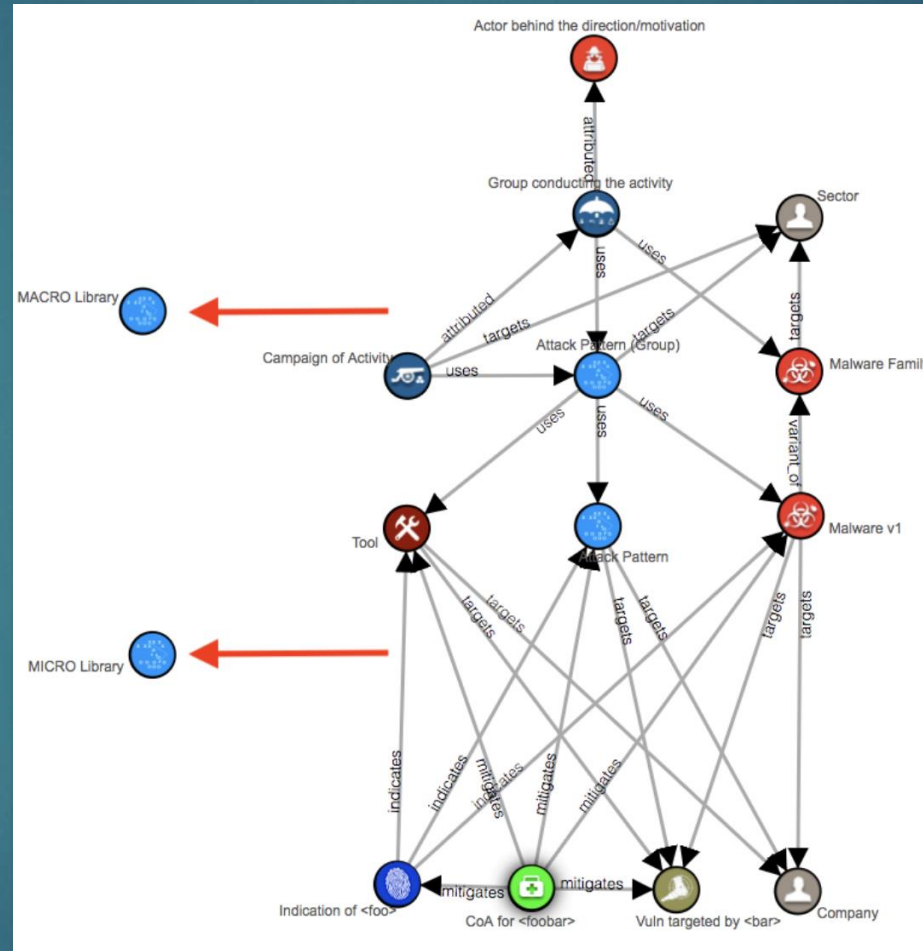 Actor behind the direction/motivation
attributed
Group conducting the activity
Sector
uses
uses
MACRO Library
attributed
targets
targets
targets
Campaign of Activity
uses
Attack Pattern (Group)
Malware Famil
uses
uses
uses
variant_of
Tool
Attack Pattern
Malware v1
targets
targets
targets
targets
targets
targets
MICRO Library
indicates
indicates
mitigates
indicates
mitigates
mitigates
mitigates
mitigates
Indication of <foo>
CoA for <foobar>
Vuln targeted by <bar>
Company